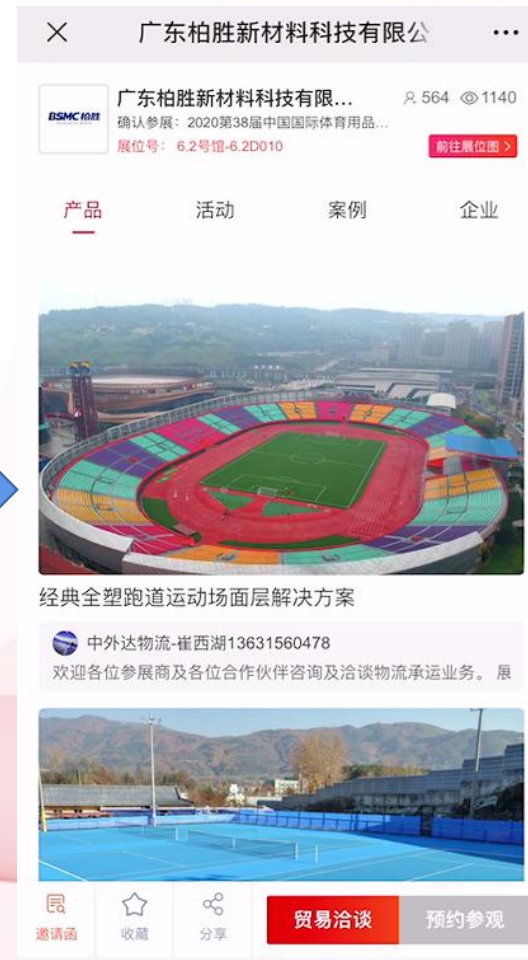 广东柏胜新材料科技有限公
BSMC柏胜
广东柏胜新材料科技有限...
564
1140
确认参展：2020第38届中国国际体育用品...
展位号： 6.2号馆-6.2D010
前往展位图 >
产品
活动
案例
企业
经典全塑跑道运动场面层解决方案
中外达物流-崔西湖13631560478
欢迎各位参展商及各位合作伙伴咨询及洽谈物流承运业务。 展
邀请函
收藏
分享
贸易洽谈
预约参观